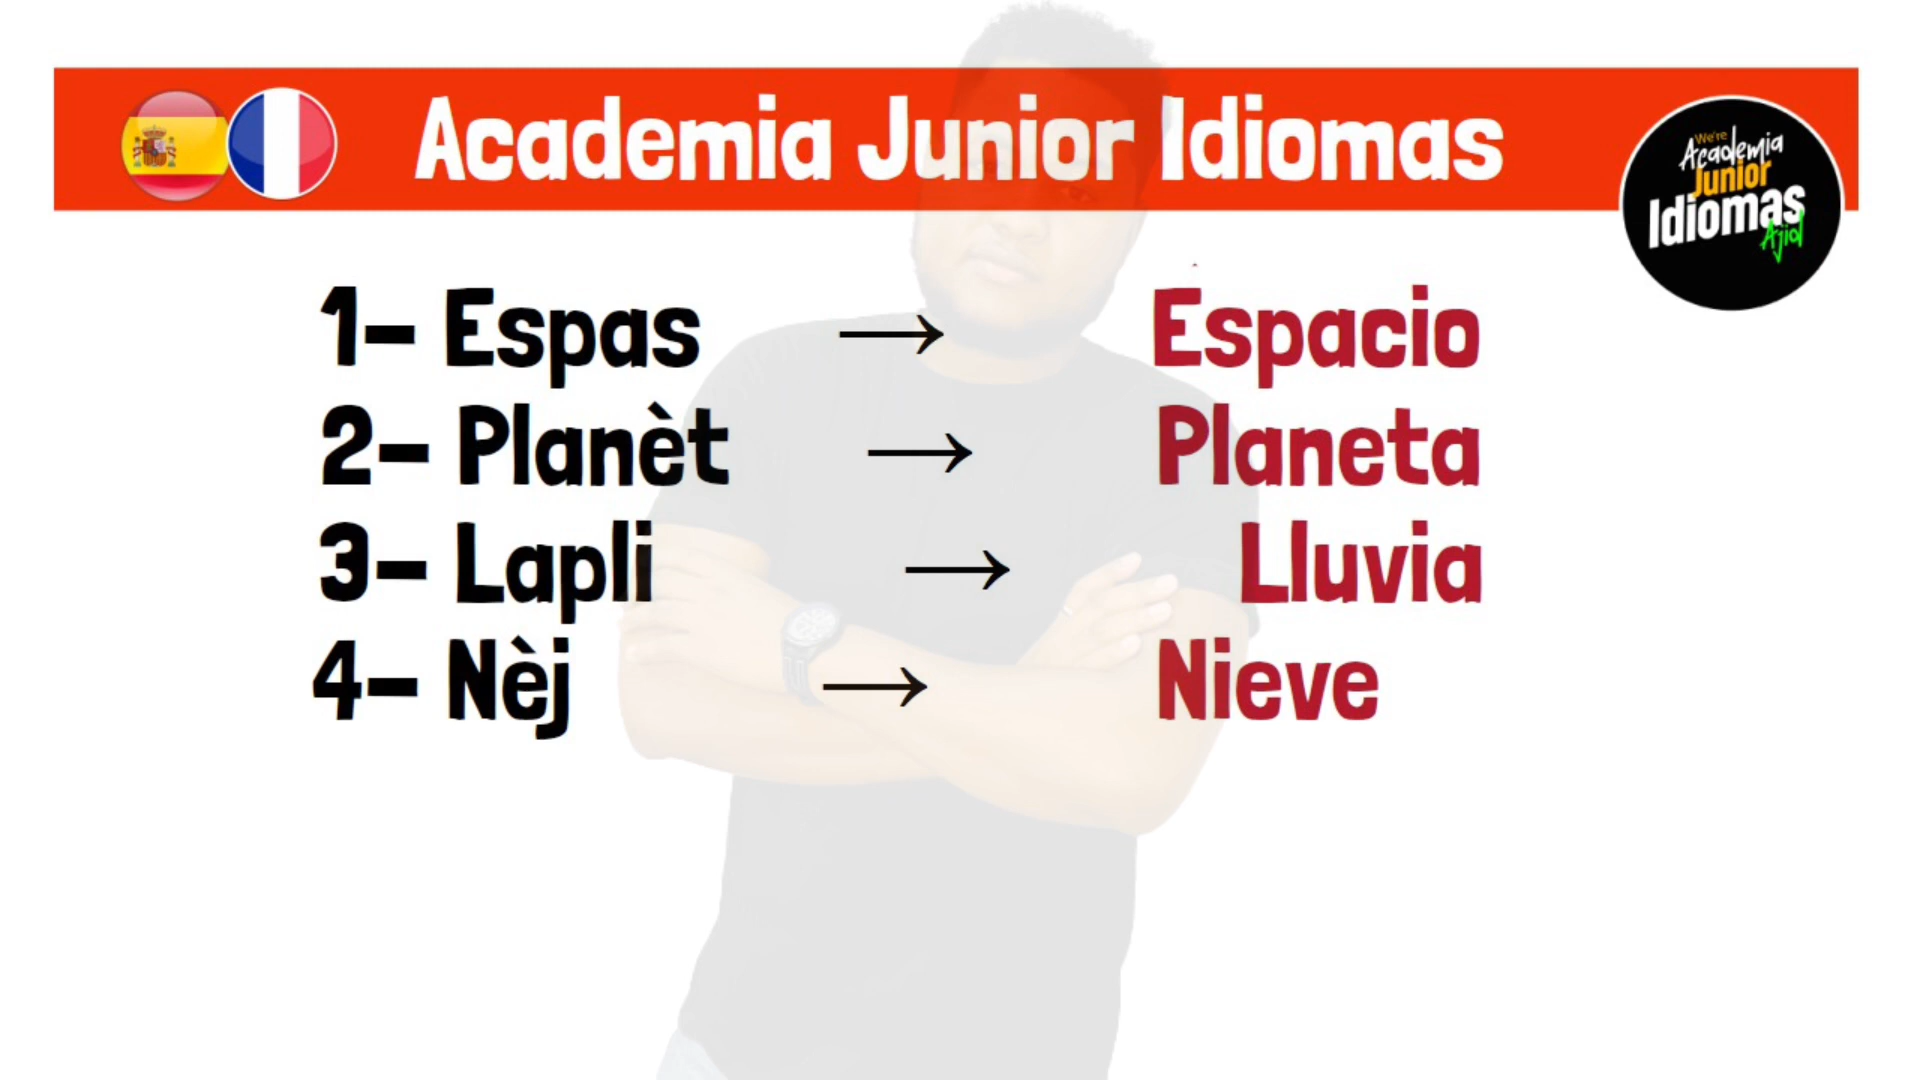 Academia Junior Idiomas
We're
Academia
Junior
Idiomas
Ajid
1- Espas → Espacio
2- Planèt → Planeta
3- Lapli → Lluvia
4- Nèj → Nieve